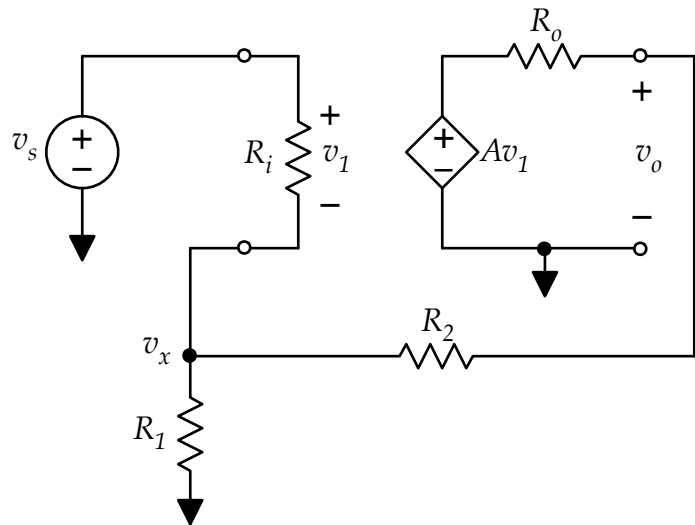 R_o
+
v_s
+
−
R_i
+
v_1
−
+
−
Av_1
+
v_o
−
R_2
v_x
R_1